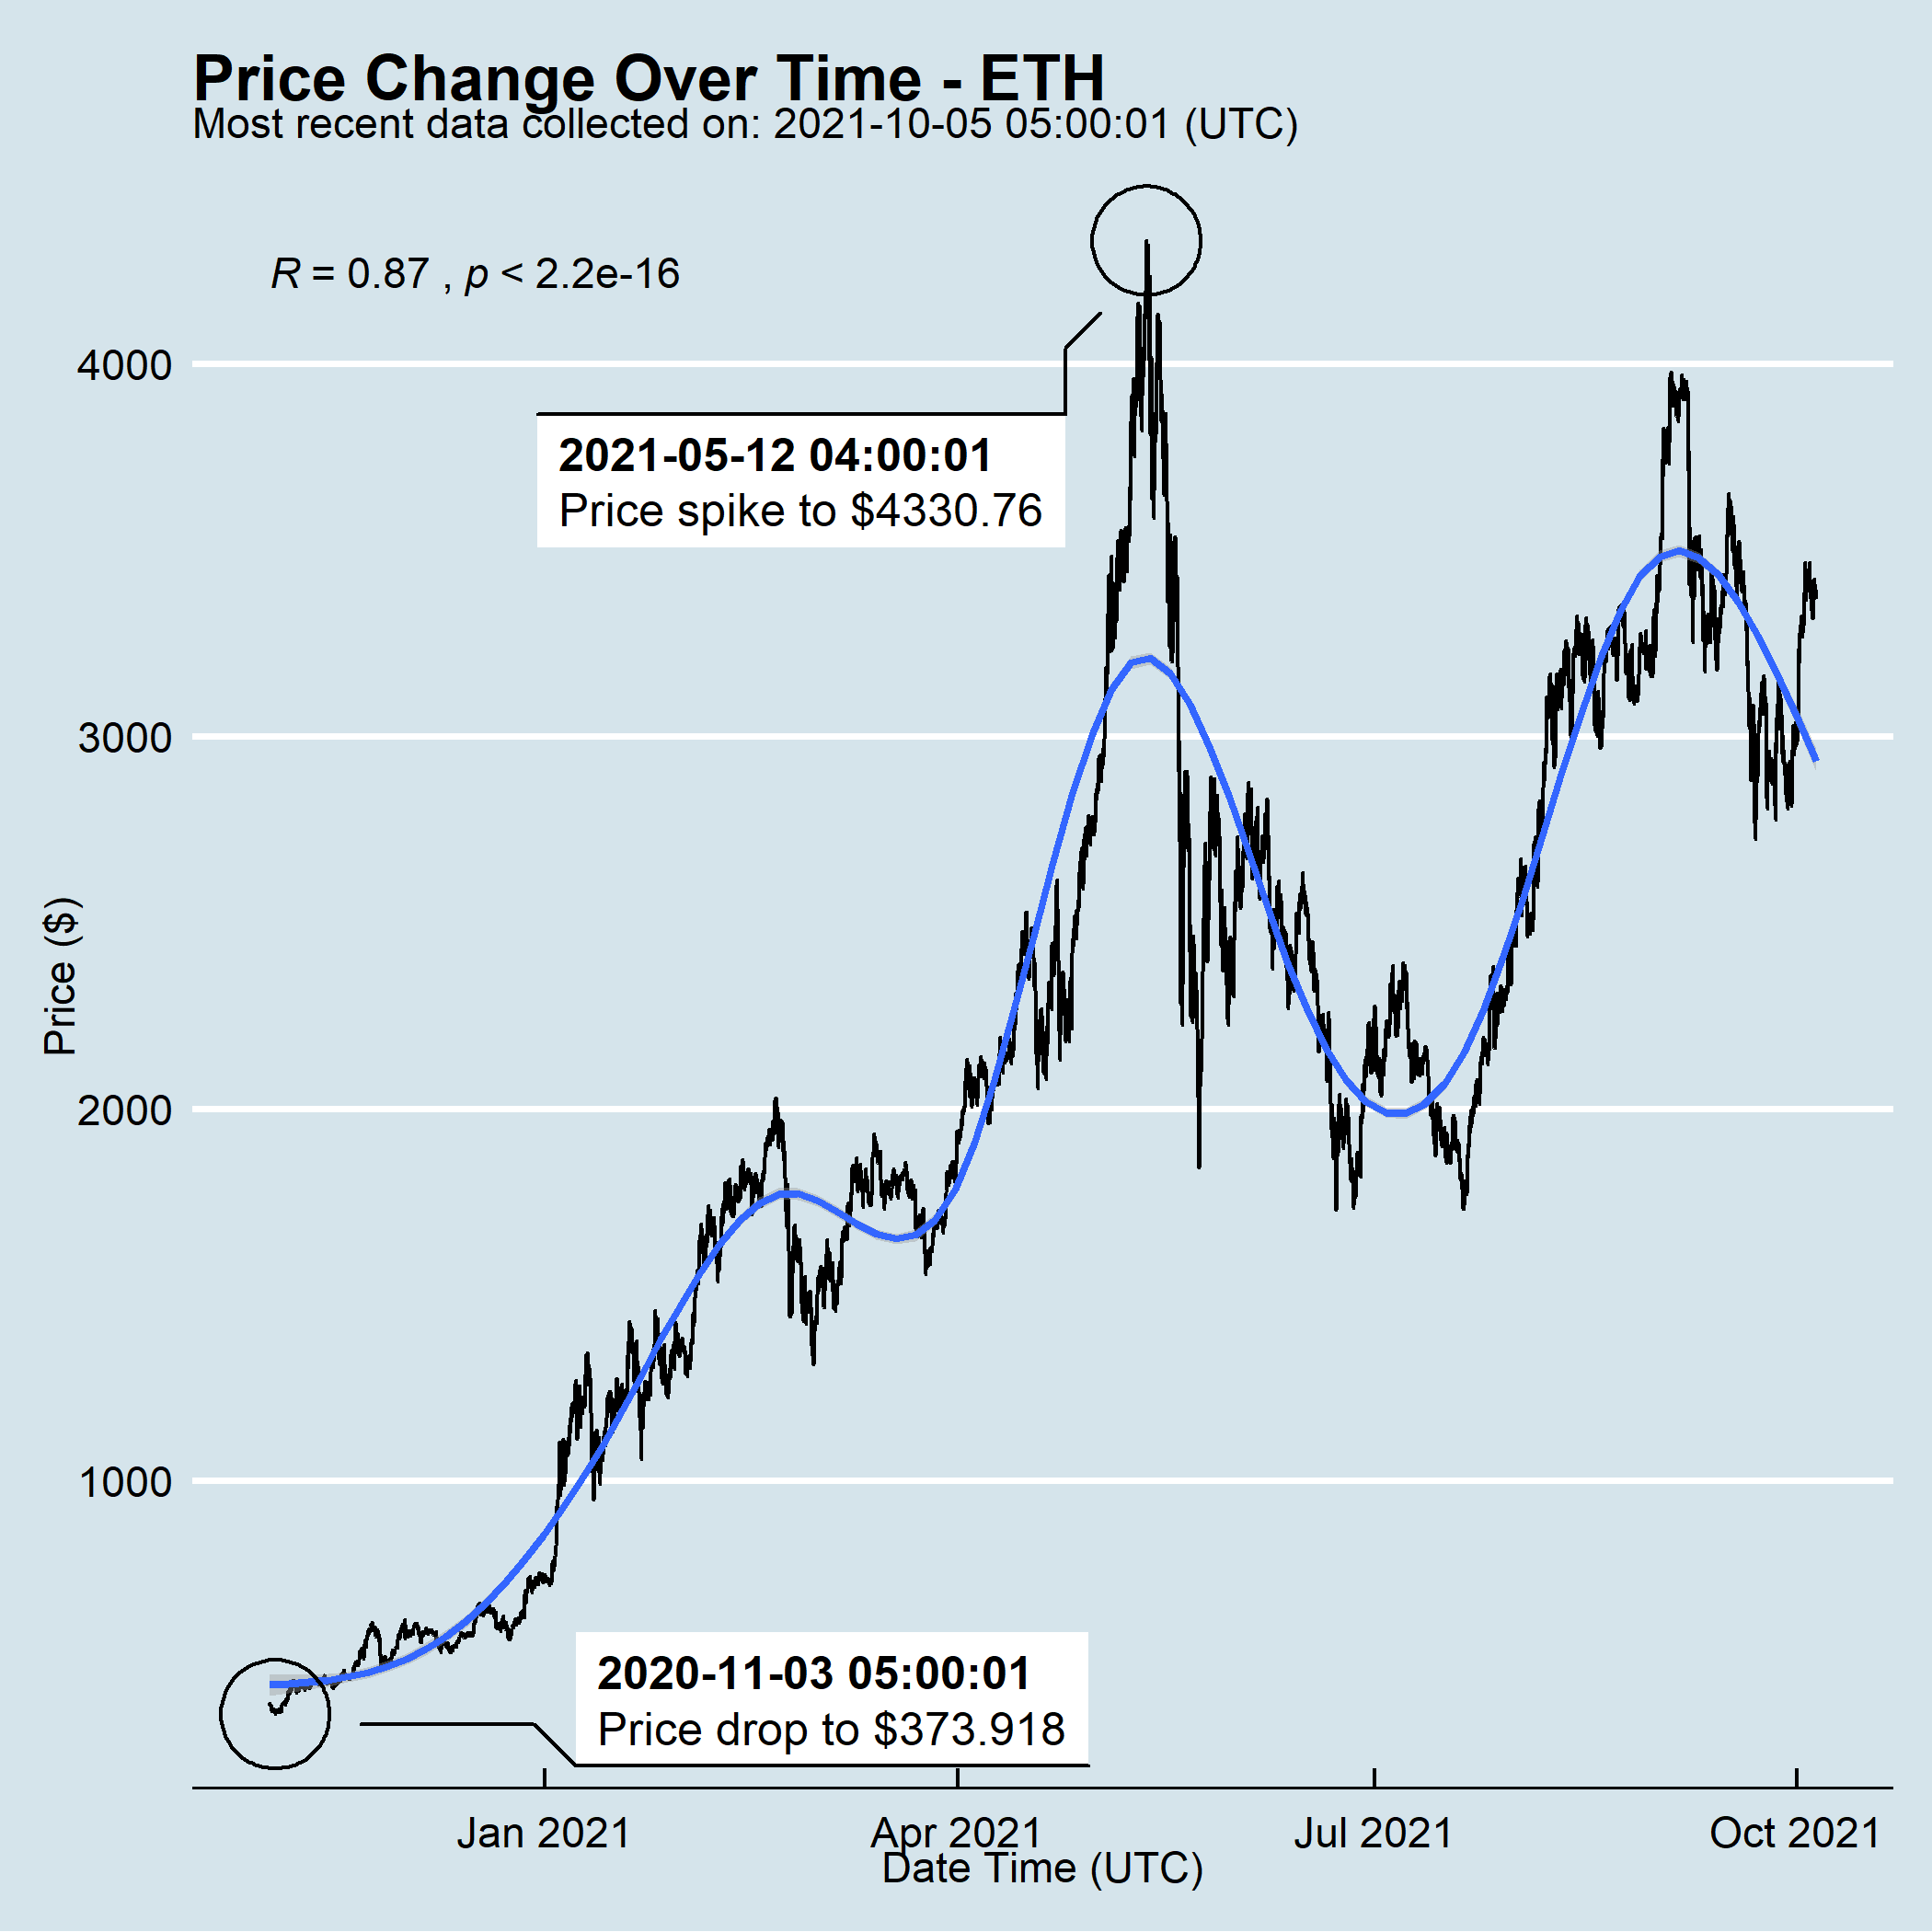 Price Change Over Time - ETH
Most recent data collected on: 2021-10-05 05:00:01 (UTC)
R = 0.87 , p < 2.2e-16
4000
2021-05-12 04:00:01
Price spike to $4330.76
3000
Price ($)
2000
1000
2020-11-03 05:00:01
Price drop to $373.918
Jan 2021 Apr 2021 Jul 2021 Oct 2021
Date Time (UTC)